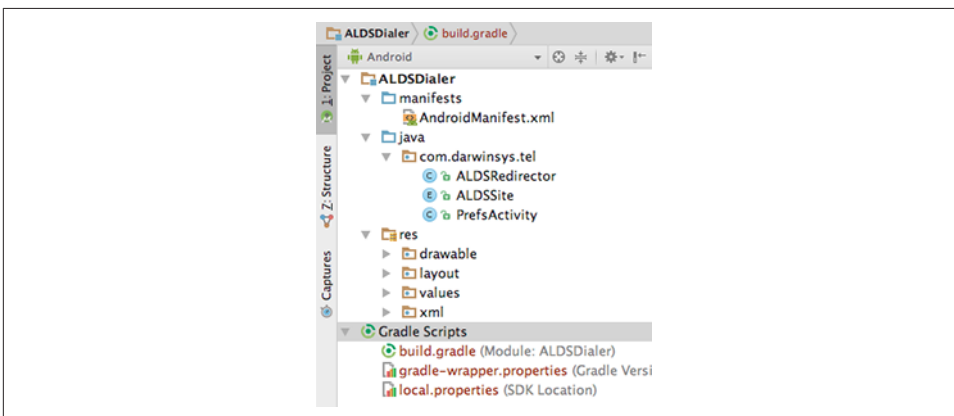 ALDSDialer build.gradle
Android
1: Project
ALDSDialer
manifests
AndroidManifest.xml
java
com.darwinsys.tel
ALDSRedirector
ALDSSite
PrefsActivity
Z: Structure
res
drawable
layout
values
xml
Captures
Gradle Scripts
build.gradle (Module: ALDSDialer)
gradle-wrapper.properties (Gradle Versi
local.properties (SDK Location)